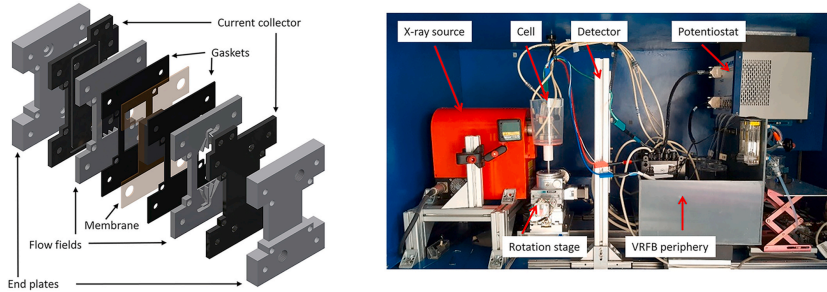 Current collector
Gaskets
Membrane
Flow fields
End plates
X-ray source
Cell
Detector
Potentiostat
Rotation stage
VRFB periphery